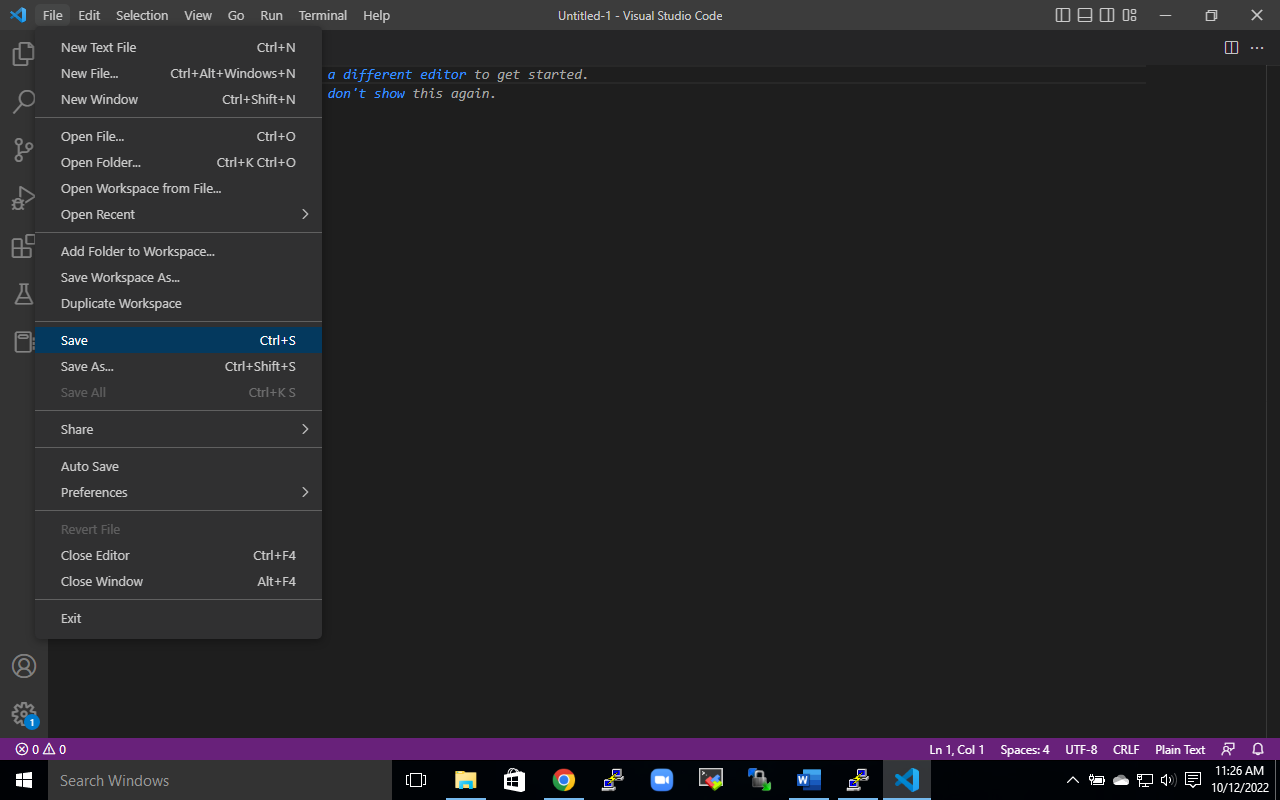 File Edit Selection View Go Run Terminal Help Untitled-1 - Visual Studio Code
a different editor to get started.
don't show this again.
New Text File Ctrl+N
New File... Ctrl+Alt+Windows+N
New Window Ctrl+Shift+N
Open File... Ctrl+O
Open Folder... Ctrl+K Ctrl+O
Open Workspace from File...
Open Recent
Add Folder to Workspace...
Save Workspace As...
Duplicate Workspace
Save Ctrl+S
Save As... Ctrl+Shift+S
Save All Ctrl+K S
Share
Auto Save
Preferences
Revert File
Close Editor Ctrl+F4
Close Window Alt+F4
Exit
1
0 0 Ln 1, Col 1 Spaces: 4 UTF-8 CRLF Plain Text
Search Windows
11:26 AM
10/12/2022